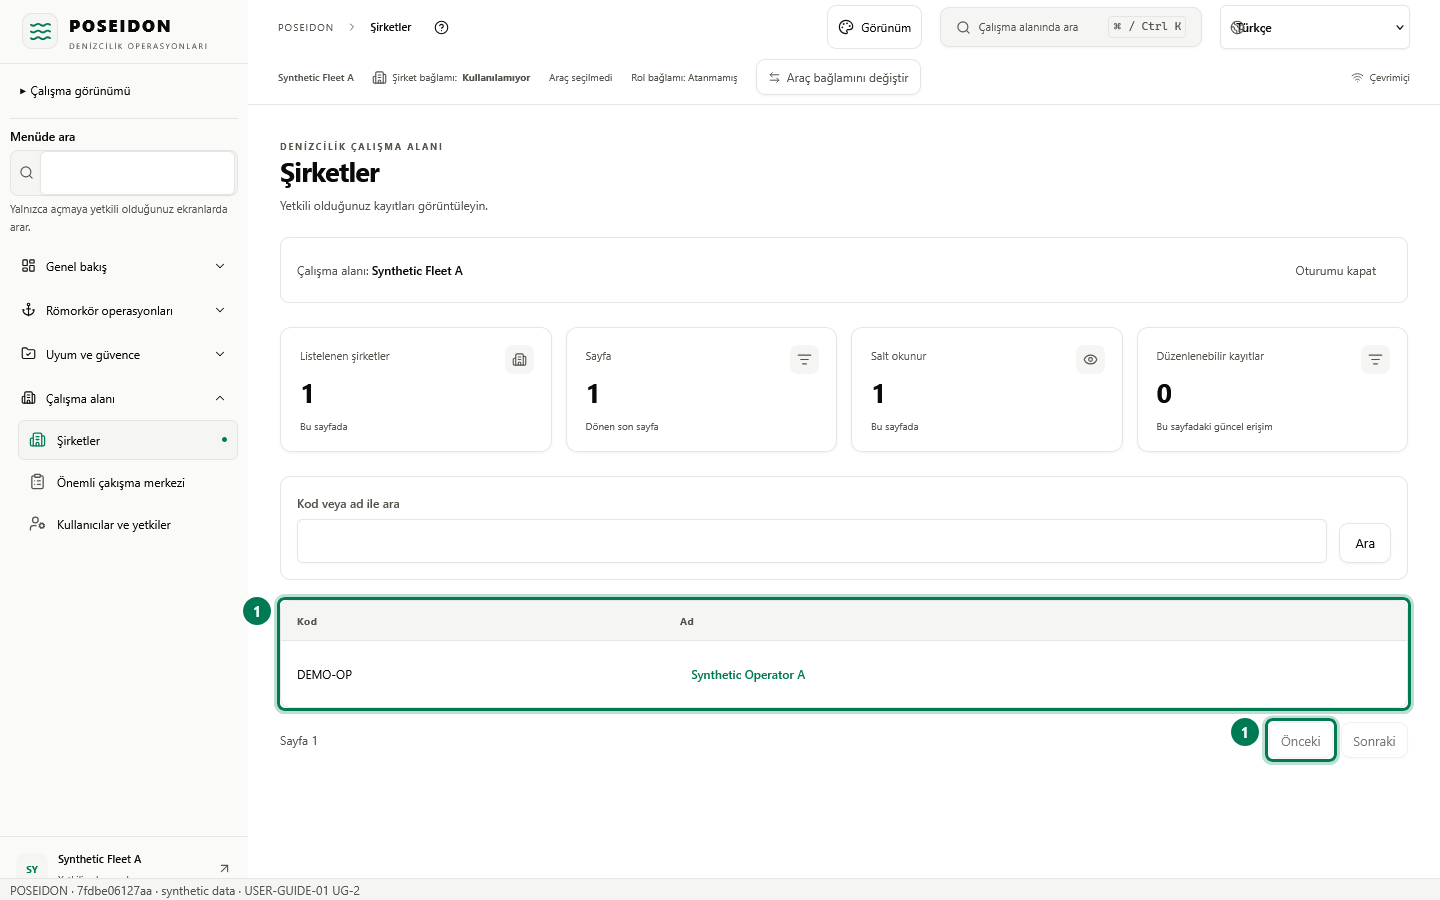 POSEIDON
DENİZCİLİK OPERASYONLARI
Çalışma görünümü
Menüde ara
Yalnızca açmaya yetkili olduğunuz ekranlarda
arar.
Genel bakış
Römorkör operasyonları
Uyum ve güvence
Çalışma alanı
Şirketler
Önemli çakışma merkezi
Kullanıcılar ve yetkiler
SY
Synthetic Fleet A
POSEIDON
Şirketler
Görünüm
Çalışma alanında ara
⌘ / Ctrl K
Türkçe
Synthetic Fleet A
Şirket bağlamı: Kullanılamıyor
Araç seçilmedi
Rol bağlamı: Atanmamış
Araç bağlamını değiştir
Çevrimiçi
DENİZCİLİK ÇALIŞMA ALANI
Şirketler
Yetkili olduğunuz kayıtları görüntüleyin.
Çalışma alanı: Synthetic Fleet A
Oturumu kapat
Listelenen şirketler
1
Bu sayfada
Sayfa
1
Dönen son sayfa
Salt okunur
1
Bu sayfada
Düzenlenebilir kayıtlar
0
Bu sayfadaki güncel erişim
Kod veya ad ile ara
Ara
1
Kod
Ad
DEMO-OP
Synthetic Operator A
Sayfa 1
1
Önceki
Sonraki
POSEIDON · 7fdbe06127aa · synthetic data · USER-GUIDE-01 UG-2